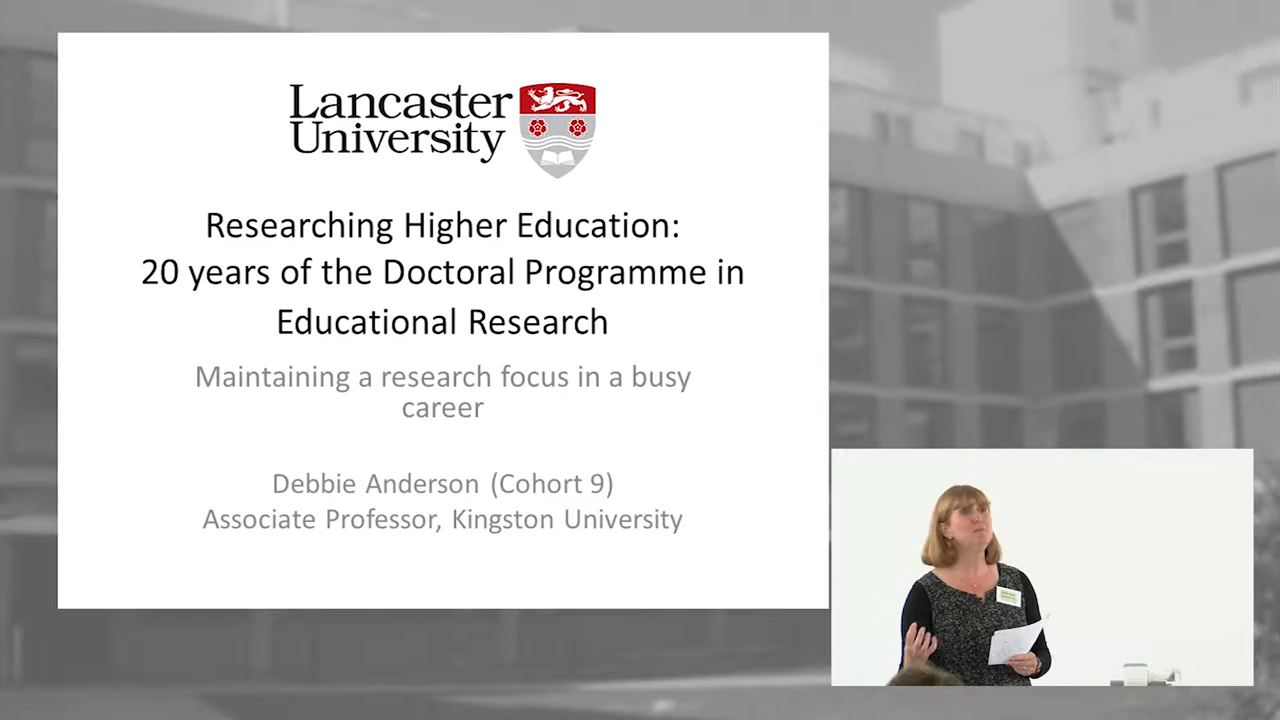 Lancaster
University
Researching Higher Education:
20 years of the Doctoral Programme in
Educational Research
Maintaining a research focus in a busy
career
Debbie Anderson (Cohort 9)
Associate Professor, Kingston University